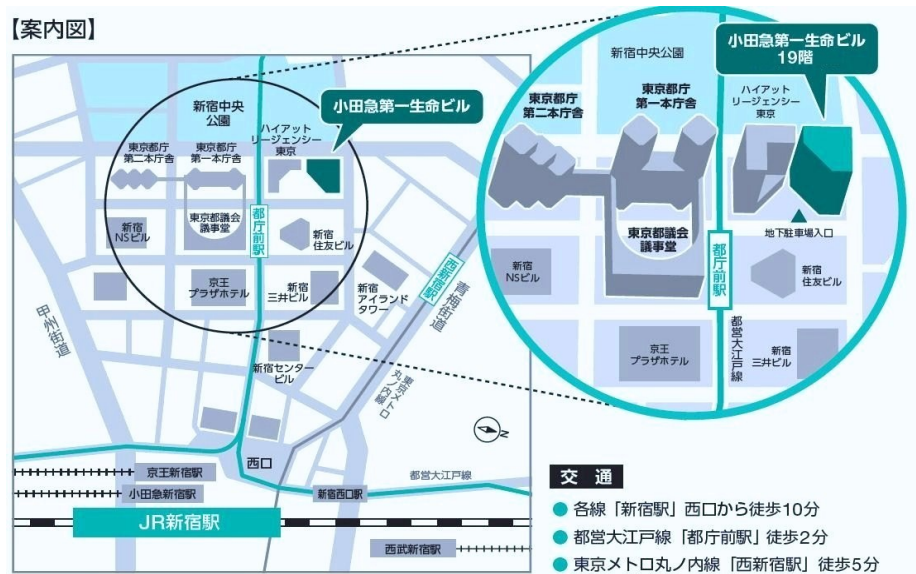 【案内図】
新宿中央
公園
小田急第一生命ビル
ハイアット
リージェンシー
東京
東京都庁
第二本庁舎
東京都庁
第一本庁舎
東京都議会
議事堂
都庁前駅
新宿
NSビル
新宿
住友ビル
京王
プラザホテル
新宿
三井ビル
新宿
アイランド
タワー
西新宿駅
青梅街道
甲州街道
新宿センター
ビル
東京メトロ
丸ノ内線
N
西口
都営大江戸線
京王新宿駅
小田急新宿駅
新宿西口駅
JR新宿駅
西武新宿駅
新宿中央公園
小田急第一生命ビル
19階
東京都庁
第二本庁舎
東京都庁
第一本庁舎
ハイアット
リージェンシー
東京
東京都議会
議事堂
地下駐車場入口
都庁前駅
新宿
NSビル
新宿
住友ビル
京王
プラザホテル
都営大江戸線
新宿
三井ビル
交 通
● 各線「新宿駅」西口から徒歩10分
● 都営大江戸線「都庁前駅」徒歩2分
● 東京メトロ丸ノ内線「西新宿駅」徒歩5分